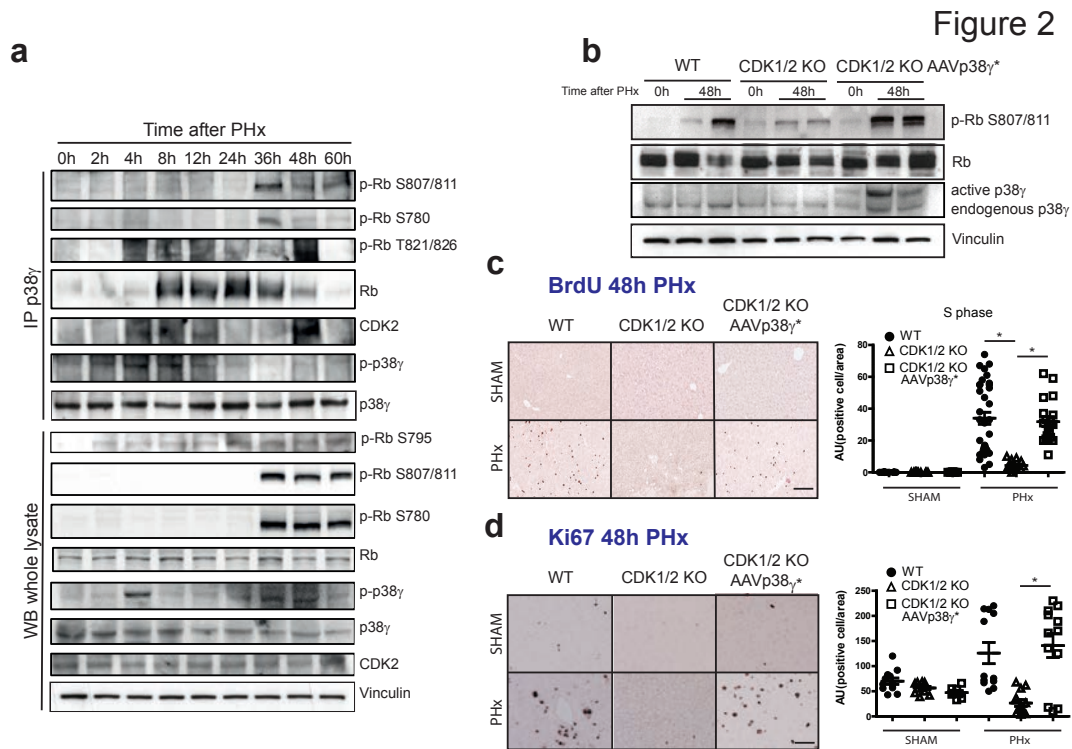 Figure 2
a
Time after PHx
0h 2h 4h 8h 12h 24h 36h 48h 60h
IP p38γ
p-Rb S807/811
p-Rb S780
p-Rb T821/826
Rb
CDK2
p-p38γ
p38γ
WB whole lysate
p-Rb S795
p-Rb S807/811
p-Rb S780
Rb
p-p38γ
p38γ
CDK2
Vinculin
b
WT CDK1/2 KO CDK1/2 KO AAVp38γ*
Time after PHx 0h 48h 0h 48h 0h 48h
p-Rb S807/811
Rb
active p38γ
endogenous p38γ
Vinculin
c
BrdU 48h PHx
WT CDK1/2 KO CDK1/2 KO
AAVp38γ*
SHAM
PHx
S phase
WT
CDK1/2 KO
CDK1/2 KO
AAVp38γ*
* *
AU(positive cell/area)
80
60
40
20
0
SHAM PHx
d
Ki67 48h PHx
WT CDK1/2 KO CDK1/2 KO
AAVp38γ*
SHAM
PHx
WT
CDK1/2 KO
CDK1/2 KO
AAVp38γ*
*
AU(positive cell/area)
250
200
150
100
50
0
SHAM PHx